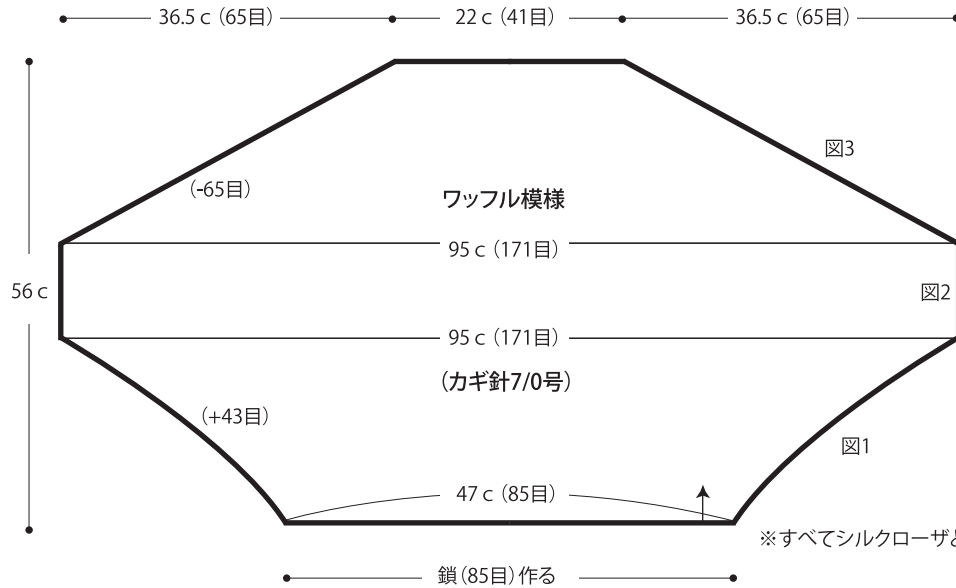 36.5 c (65目) 22 c (41目) 36.5 c (65目)
図3
(-65目)
ワッフル模様
95 c (171目)
56 c
図2
95 c (171目)
(カギ針7/0号)
(+43目)
図1
47 c (85目)
※すべてシルクローザと
鎖(85目)作る